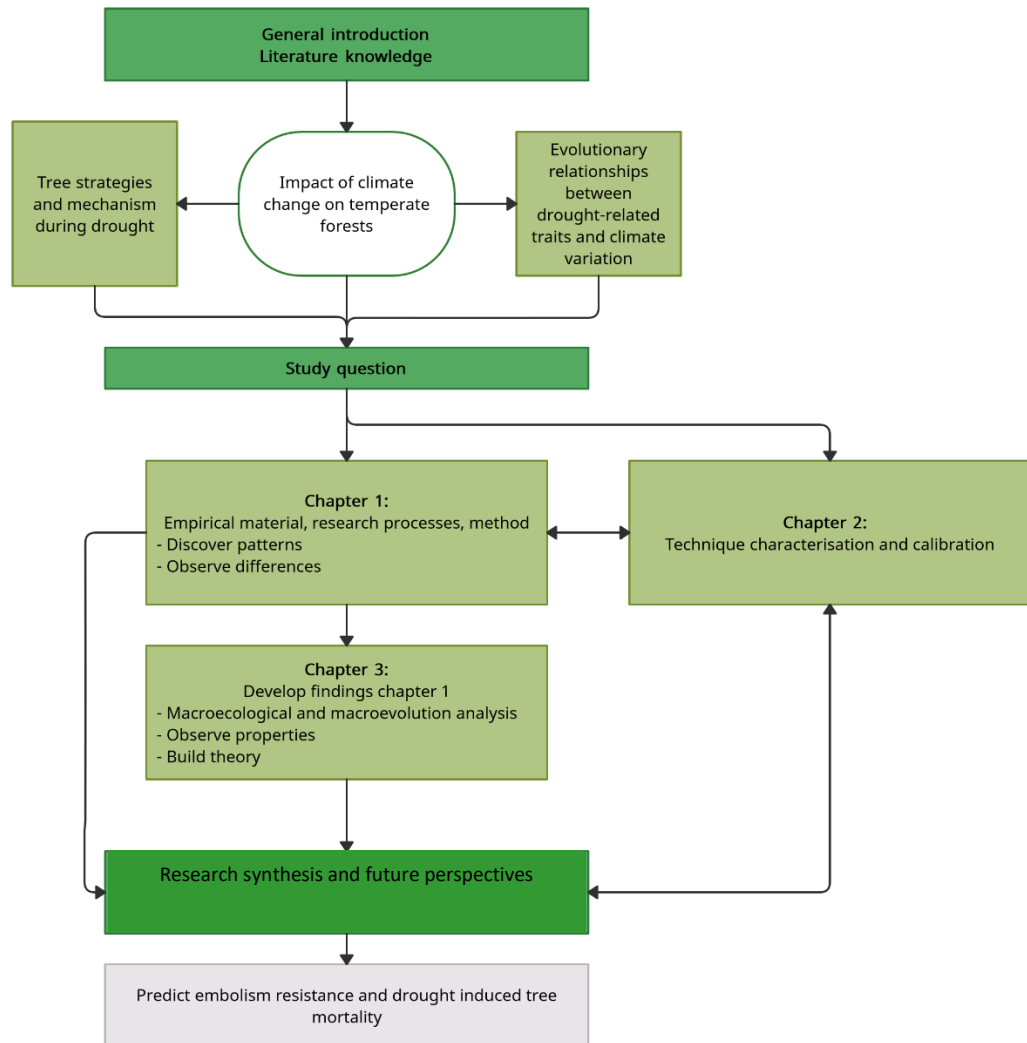 General introduction
Literature knowledge
Tree strategies
and mechanism
during drought
Impact of climate
change on temperate
forests
Evolutionary
relationships
between
drought-related
traits and climate
variation
Study question
Chapter 1:
Empirical material, research processes, method
- Discover patterns
- Observe differences
Chapter 2:
Technique characterisation and calibration
Chapter 3:
Develop findings chapter 1
- Macroecological and macroevolution analysis
- Observe properties
- Build theory
Research synthesis and future perspectives
Predict embolism resistance and drought induced tree
mortality